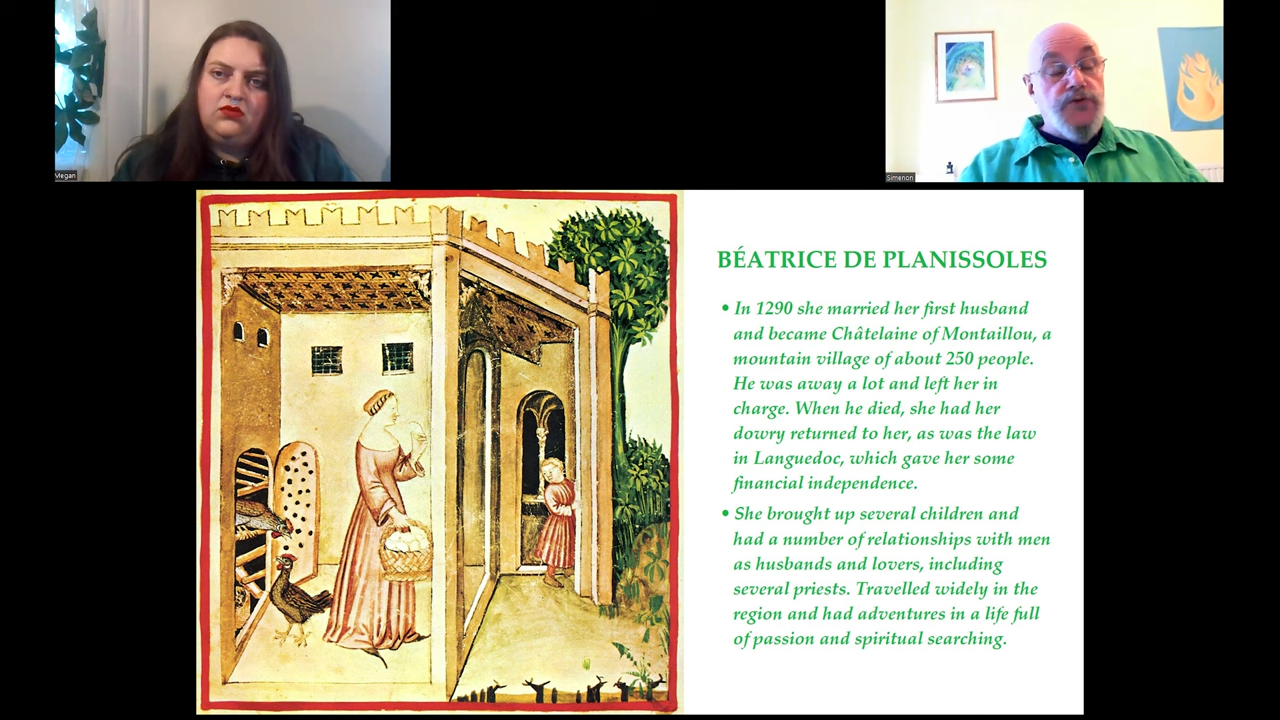 Megan
Simenon
BÉATRICE DE PLANISSOLES
• In 1290 she married her first husband
and became Châtelaine of Montaillou, a
mountain village of about 250 people.
He was away a lot and left her in
charge. When he died, she had her
dowry returned to her, as was the law
in Languedoc, which gave her some
financial independence.
• She brought up several children and
had a number of relationships with men
as husbands and lovers, including
several priests. Travelled widely in the
region and had adventures in a life full
of passion and spiritual searching.